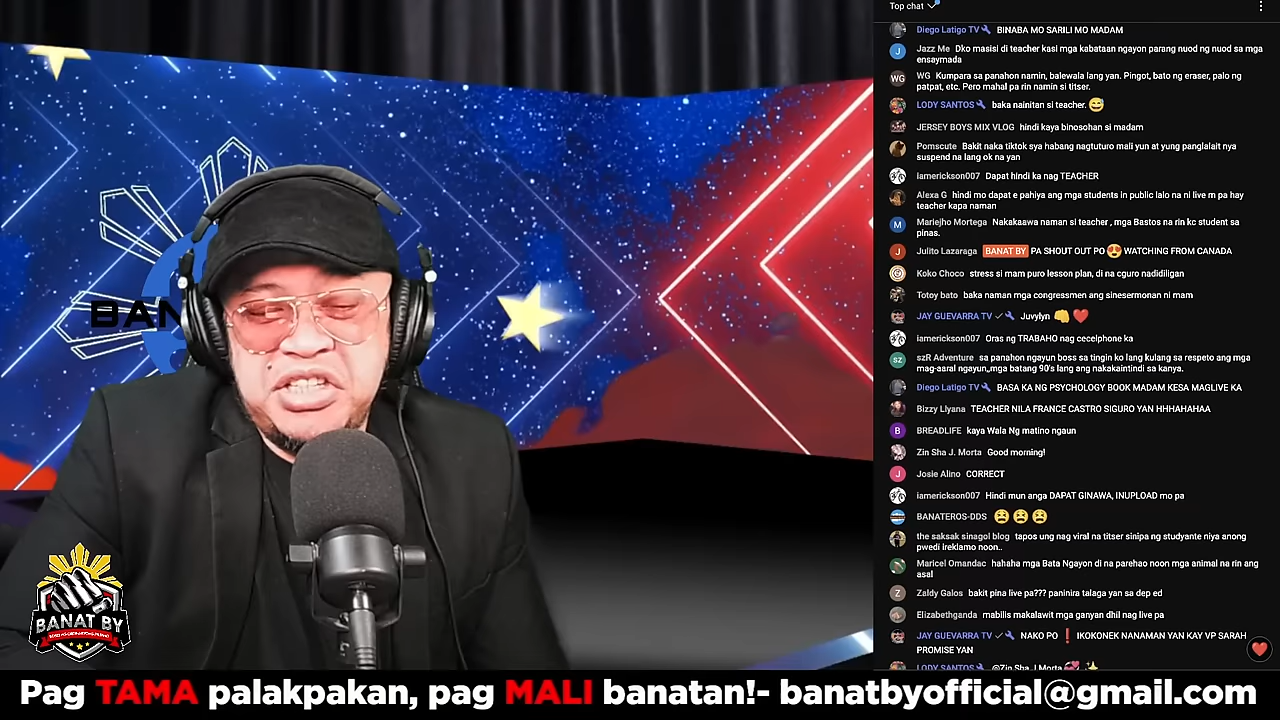 Top chat
Diego Latigo TV BINABA MO SARILI MO MADAM
Jazz Me Dko masisi di teacher kasi mga kabataan ngayon parang nuod ng nuod sa mga
ensaymada
WG WG Kumpara sa panahon namin, balewala lang yan. Pingot, bato ng eraser, palo ng
patpat, etc. Pero mahal pa rin namin si titser.
LODY SANTOS baka nainitan si teacher. 😅
JERSEY BOYS MIX VLOG hindi kaya binosohan si madam
Pomscute Bakit naka tiktok sya habang nagtuturo mali yun at yung panglalait nya
suspend na lang ok na yan
iamerickson007 Dapat hindi ka nag TEACHER
Alexa G hindi mo dapat e pahiya ang mga students in public lalo na ni live m pa hay
teacher kapa naman
M Mariejho Mortega Nakakaawa naman si teacher , mga Bastos na rin kc student sa
pinas.
J Julito Lazaraga BANAT BY PA SHOUT OUT PO 😍 WATCHING FROM CANADA
Koko Choco stress si mam puro lesson plan, di na cguro nadidiligan
Totoy bato baka naman mga congressmen ang sinesermonan ni mam
JAY GUEVARRA TV Juvylyn 👊 ❤️
iamerickson007 Oras ng TRABAHO nag cecelphone ka
SZ szR Adventure sa panahon ngayun boss sa tingin ko lang kulang sa respeto ang mga
mag-aaral ngayun,,mga batang 90's lang ang nakakaintindi sa kanya.
Diego Latigo TV BASA KA NG PSYCHOLOGY BOOK MADAM KESA MAGLIVE KA
Bizzy Llyana TEACHER NILA FRANCE CASTRO SIGURO YAN HHHAHAHAA
B BREADLIFE kaya Wala Ng matino ngaun
Zin Sha J. Morta Good morning!
J Josie Alino CORRECT
iamerickson007 Hindi mun anga DAPAT GINAWA, INUPLOAD mo pa
BANATEROS-DDS 😫 😫 😫
the saksak sinagol blog tapos ung nag viral na titser sinipa ng studyante niya anong
pwedi ireklamo noon..
Maricel Omandac hahaha mga Bata Ngayon di na parehao noon mga animal na rin ang
asal
Z Zaldy Galos bakit pina live pa??? paninira talaga yan sa dep ed
Elizabethganda mabills makalawit mga ganyan dhil nag live pa
JAY GUEVARRA TV NAKO PO ❗ IKOKONEK NANAMAN YAN KAY VP SARAH
PROMISE YAN
LODY SANTOS @Zin Sha J Morta
BAN
BANAT BY
Pag TAMA palakpakan, pag MALI banatan!- banatbyofficial@gmail.com